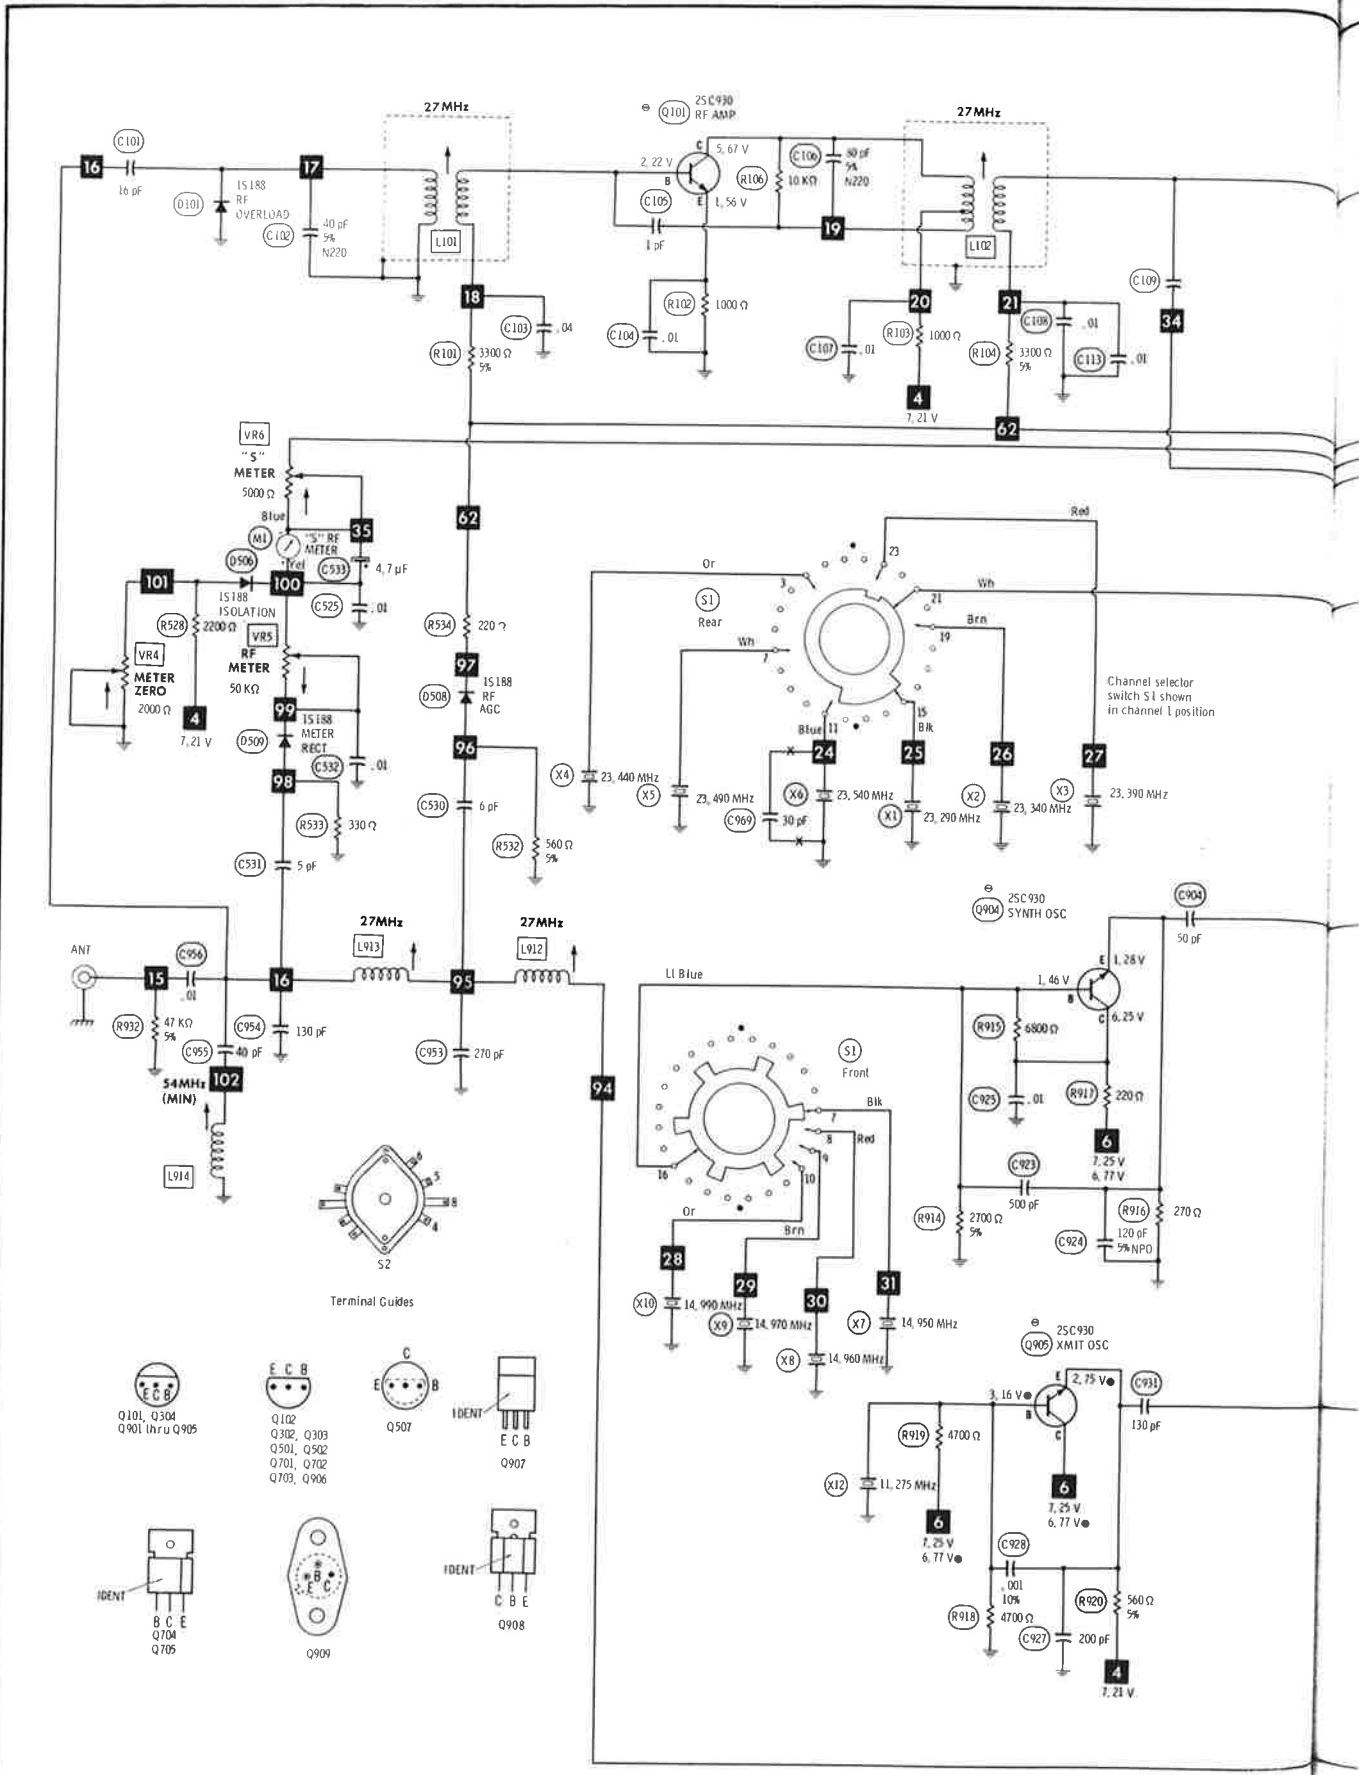 27MHz
2SC930
Q101 RF AMP
27MHz
C101
16
16 pF
17
1S188
RF
OVERLOAD
D101
C102
40 pF
5%
N220
L101
2, 22 V
B
C
5, 67 V
E
1, 56 V
C105
1 pF
R106
10 KΩ
C106
80 pF
5%
N220
19
L102
C109
34
18
C103
.04
R101
3300 Ω
5%
R102
1000 Ω
C104
.01
20
21
C107
.01
R103
1000 Ω
R104
3300 Ω
5%
C108
.01
C113
.01
4
7, 21 V
62
VR6
"S"
METER
5000 Ω
Blue
M1
"S" RF
METER
35
Yel
C533
4,7 μF
62
D506
101
100
1S188
ISOLATION
C525
.01
R528
2200Ω
VR5
RF
METER
50 KΩ
VR4
METER
ZERO
2000 Ω
4
7, 21 V
99
1S188
METER
RECT
D509
C532
.01
98
R533
330 Ω
C531
5 pF
R534
220 Ω
97
D508
1S188
RF
AGC
96
C530
6 pF
R532
560 Ω
5%
Red
Or
23
3
Wh
S1
Rear
21
Brn
19
Wh
7
15
Blk
Blue
11
Channel selector
switch S1 shown
in channel 1 position
24
25
26
27
X4
23, 440 MHz
X5
23, 490 MHz
X6
23, 540 MHz
C969
30 pF
X1
23, 290 MHz
X2
23, 340 MHz
X3
23, 390 MHz
2SC930
Q904 SYNTH OSC
C904
50 pF
27MHz
27MHz
L913
L912
ANT
C956
15
.01
16
95
R932
47 KΩ
5%
C954
130 pF
C955
40 pF
C953
270 pF
54MHz
(MIN)
102
L914
94
Lt Blue
1, 46 V
B
E
1, 28 V
C
6, 25 V
R915
6800Ω
C925
.01
R917
220 Ω
6
7, 25 V
6, 77 V
S1
Front
Blk
7
8
Red
9
10
16
Or
Brn
C923
500 pF
R914
2700 Ω
5%
C924
R916
270 Ω
120 pF
5% NPO
28
29
30
31
X10
14, 990 MHz
X9
14, 970 MHz
X8
14, 960 MHz
X7
14, 950 MHz
6
5
8
4
S2
Terminal Guides
E C B
Q101, Q304
Q901 thru Q905
E C B
Q102
Q302, Q303
Q501, Q502
Q701, Q702
Q703, Q906
C
E
B
Q507
IDENT
E C B
Q907
IDENT
B C E
Q704
Q705
B
E C
Q909
IDENT
C B E
Q908
2SC930
Q905 XMIT OSC
3, 16 V●
B
E
2, 75 V●
C
C931
130 pF
R919
4700 Ω
X12
11, 275 MHz
6
7, 25 V
6, 77 V●
6
7, 25 V
6, 77 V●
C928
.001
10%
R918
4700Ω
C927
200 pF
R920
560 Ω
5%
4
7, 21 V